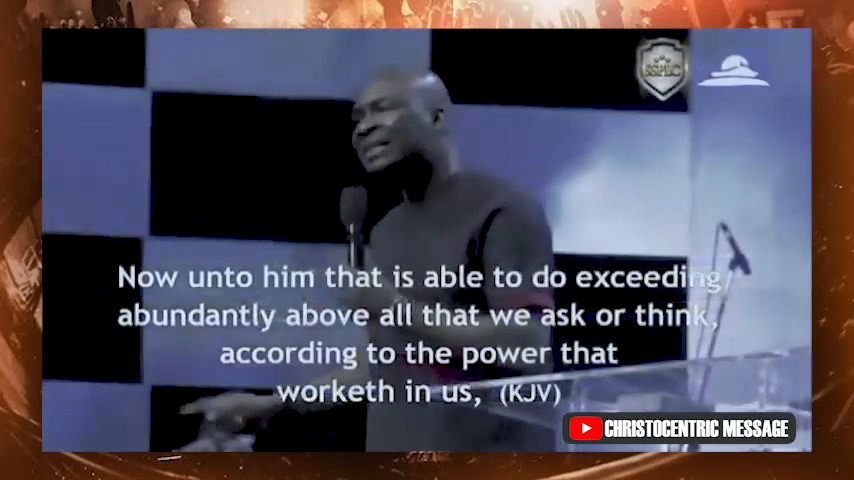 SSPEC
Now unto him that is able to do exceeding
abundantly above all that we ask or think,
according to the power that
worketh in us, (KJV)
CHRISTOCENTRIC MESSAGE